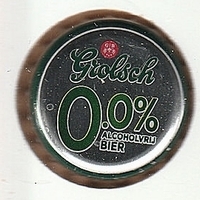 Grolsch
0.0%
ALCOHOLVRIJ
BIER